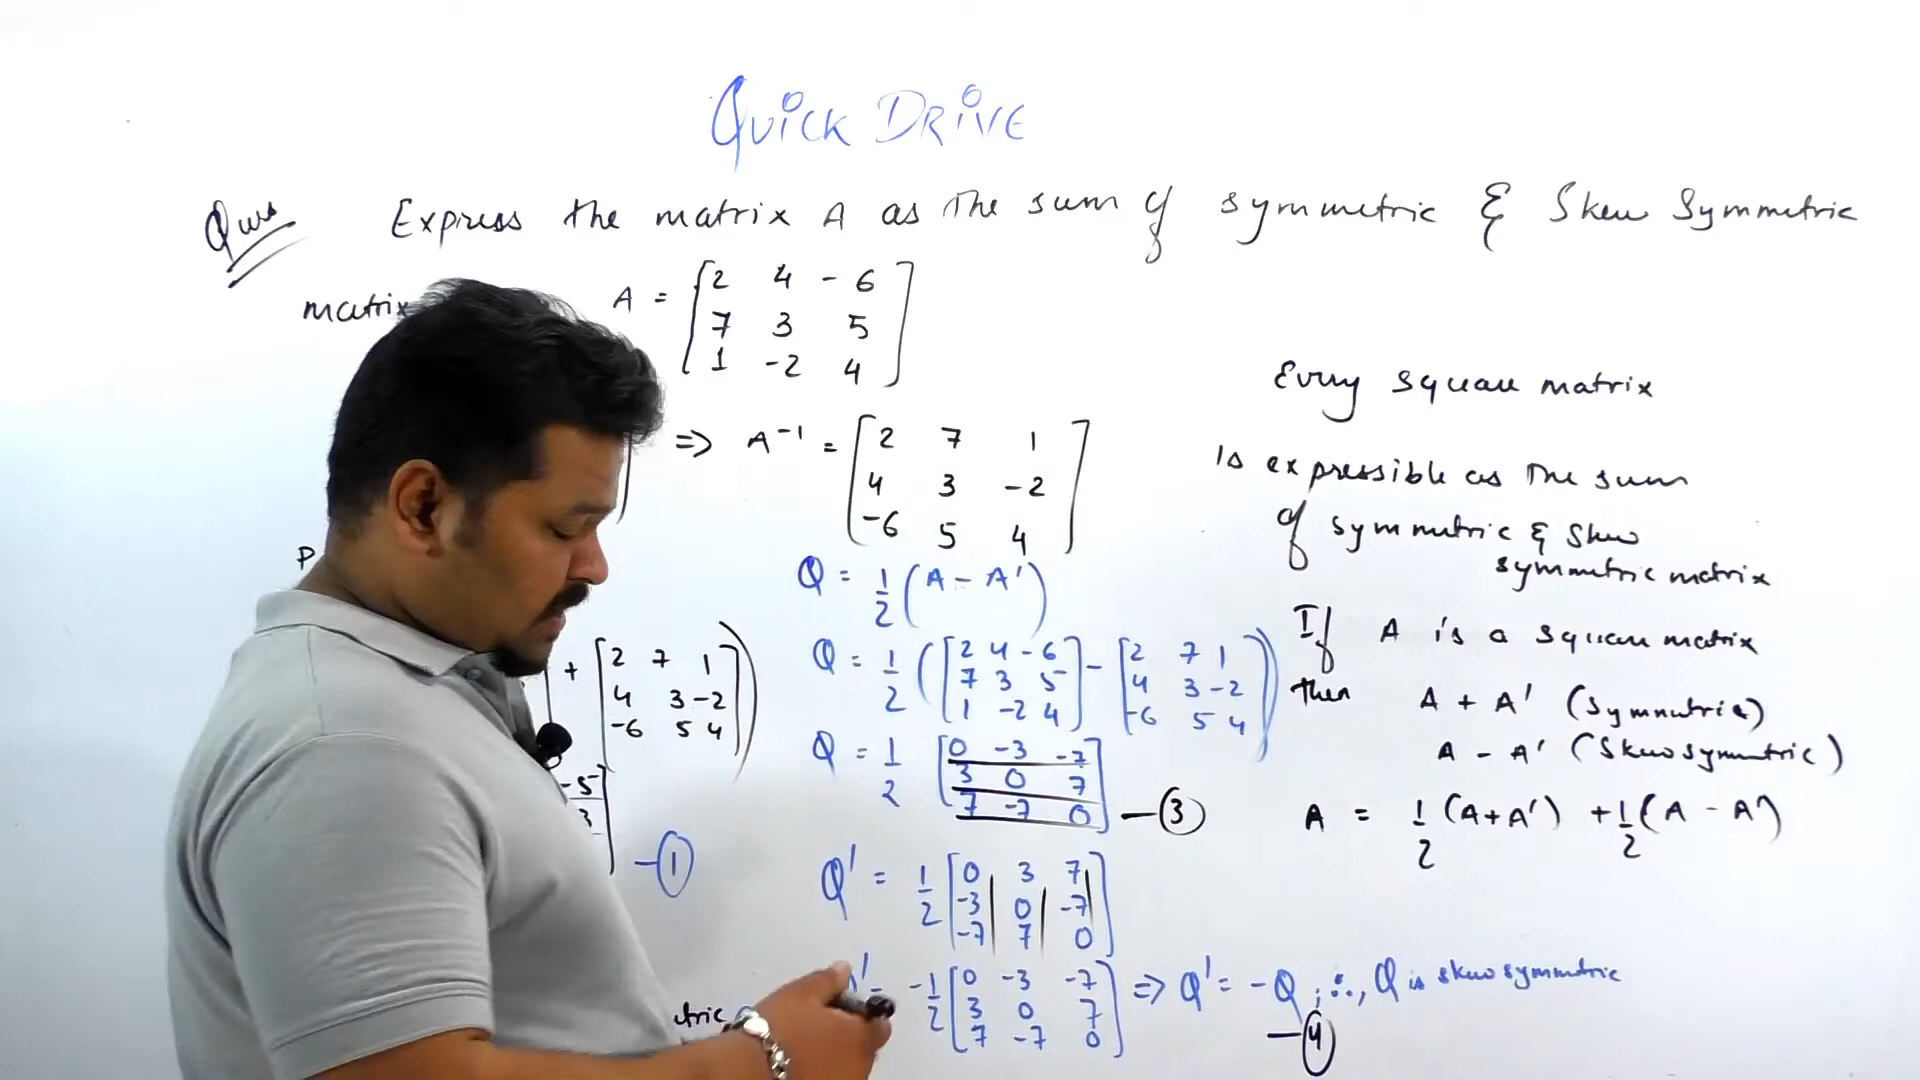 QUICK DRIVE
Ques Express the matrix A as the sum of symmetric & Skew Symmetric
matrix A = [2 4 -6
7 3 5
1 -2 4]
=> A⁻¹ = [2 7 1
4 3 -2
-6 5 4]
P
+ [2 7 1
4 3 -2
-6 5 4])
-5
3
-①
etric
Q = 1/2 (A - A')
Q = 1/2 ([2 4 -6
7 3 5
1 -2 4] - [2 7 1
4 3 -2
-6 5 4])
Q = 1/2 [0 -3 -7
3 0 7
7 -7 0] -③
Q' = 1/2 [0 3 7
-3 0 -7
-7 7 0]
Q' = -1/2 [0 -3 -7
3 0 7
7 -7 0] => Q' = -Q, ∴, Q is skew symmetric
-④
Every square matrix
is expressible as the sum
of symmetric & skew
symmetric matrix
If A is a square matrix
then A + A' (symmetric)
A - A' (skew symmetric)
A = 1/2 (A+A') + 1/2 (A - A')